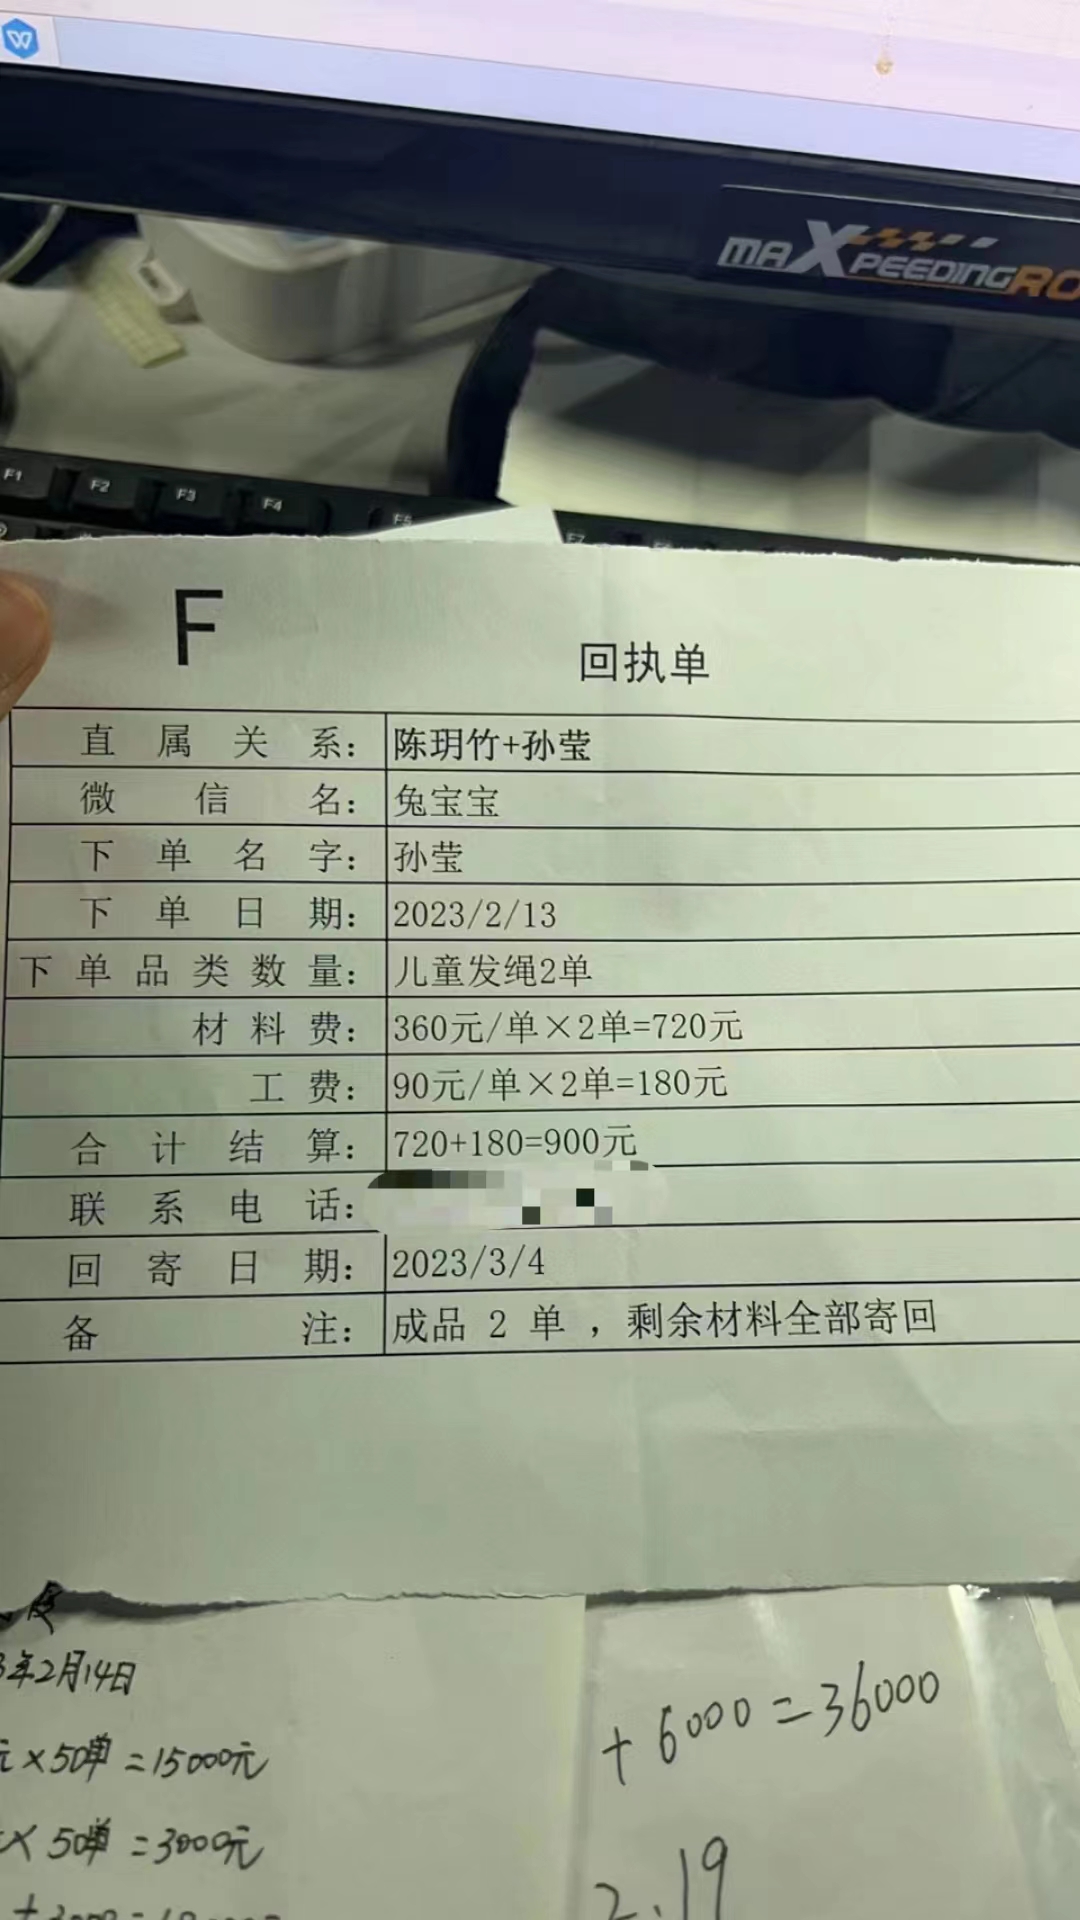 MAXPEEDINGRO
F1
F2
F3
F4
F5
F7
F
回执单
直属关系：陈玥竹+孙莹
微信名：兔宝宝
下单名字：孙莹
下单日期：2023/2/13
下单品类数量：儿童发绳2单
材料费：360元/单×2单=720元
工费：90元/单×2单=180元
合计结算：720+180=900元
联系电话：
回寄日期：2023/3/4
备注：成品 2 单 ，剩余材料全部寄回
3年2月14日
元×50单=15000元
×50单=3000元
+6000=36000
2.19